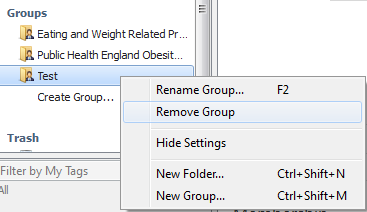 Groups
Eating and Weight Related Pr...
Public Health England Obesit...
Test
Create Group...
Rename Group... F2
Remove Group
Hide Settings
New Folder... Ctrl+Shift+N
New Group... Ctrl+Shift+M
Trash
Filter by My Tags
All